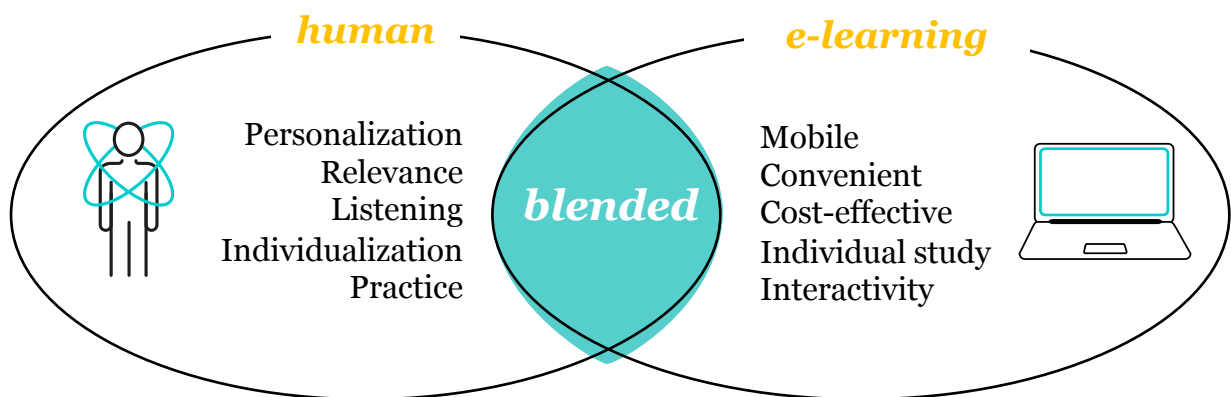 human
e-learning
Personalization
Relevance
Listening
Individualization
Practice
blended
Mobile
Convenient
Cost-effective
Individual study
Interactivity